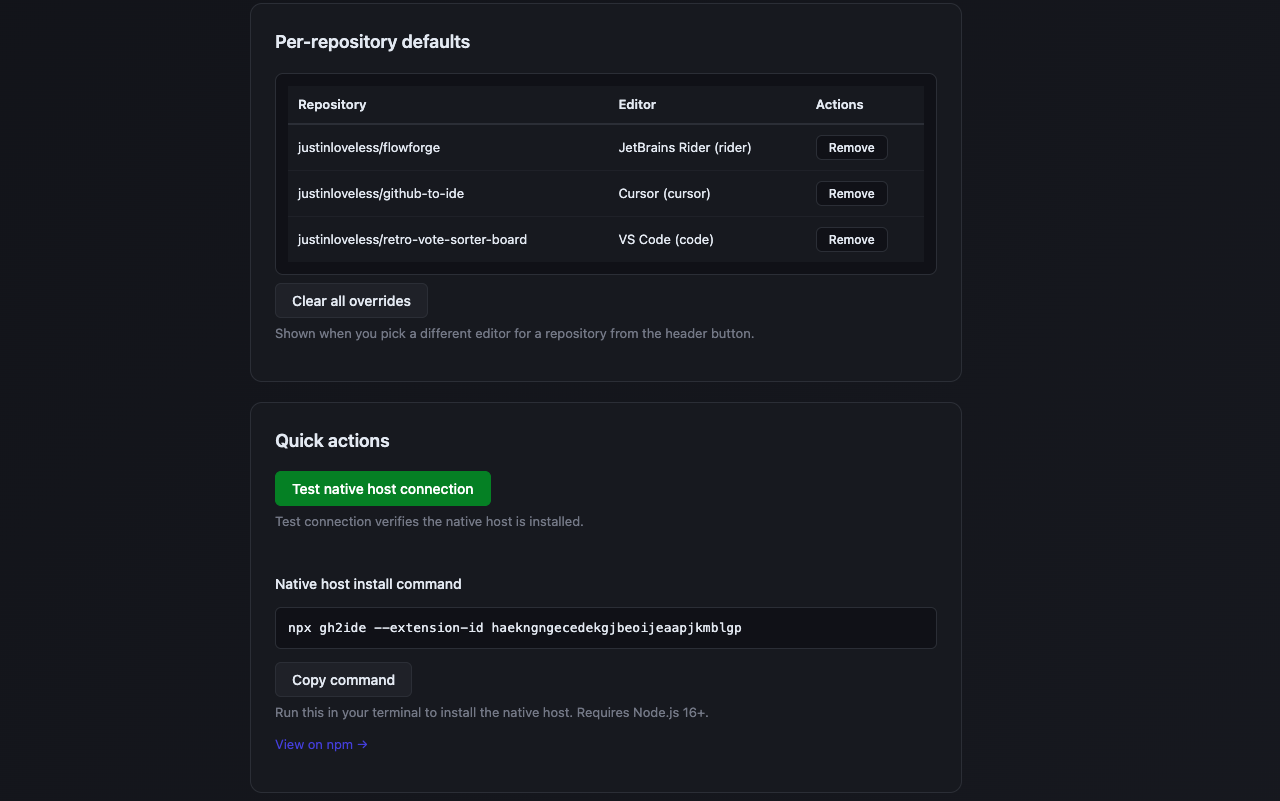 Per-repository defaults
Repository Editor Actions
justinloveless/flowforge JetBrains Rider (rider) Remove
justinloveless/github-to-ide Cursor (cursor) Remove
justinloveless/retro-vote-sorter-board VS Code (code) Remove
Clear all overrides
Shown when you pick a different editor for a repository from the header button.
Quick actions
Test native host connection
Test connection verifies the native host is installed.
Native host install command
npx gh2ide --extension-id haekngngecedekgjbeoijeaapjkmblgp
Copy command
Run this in your terminal to install the native host. Requires Node.js 16+.
View on npm →